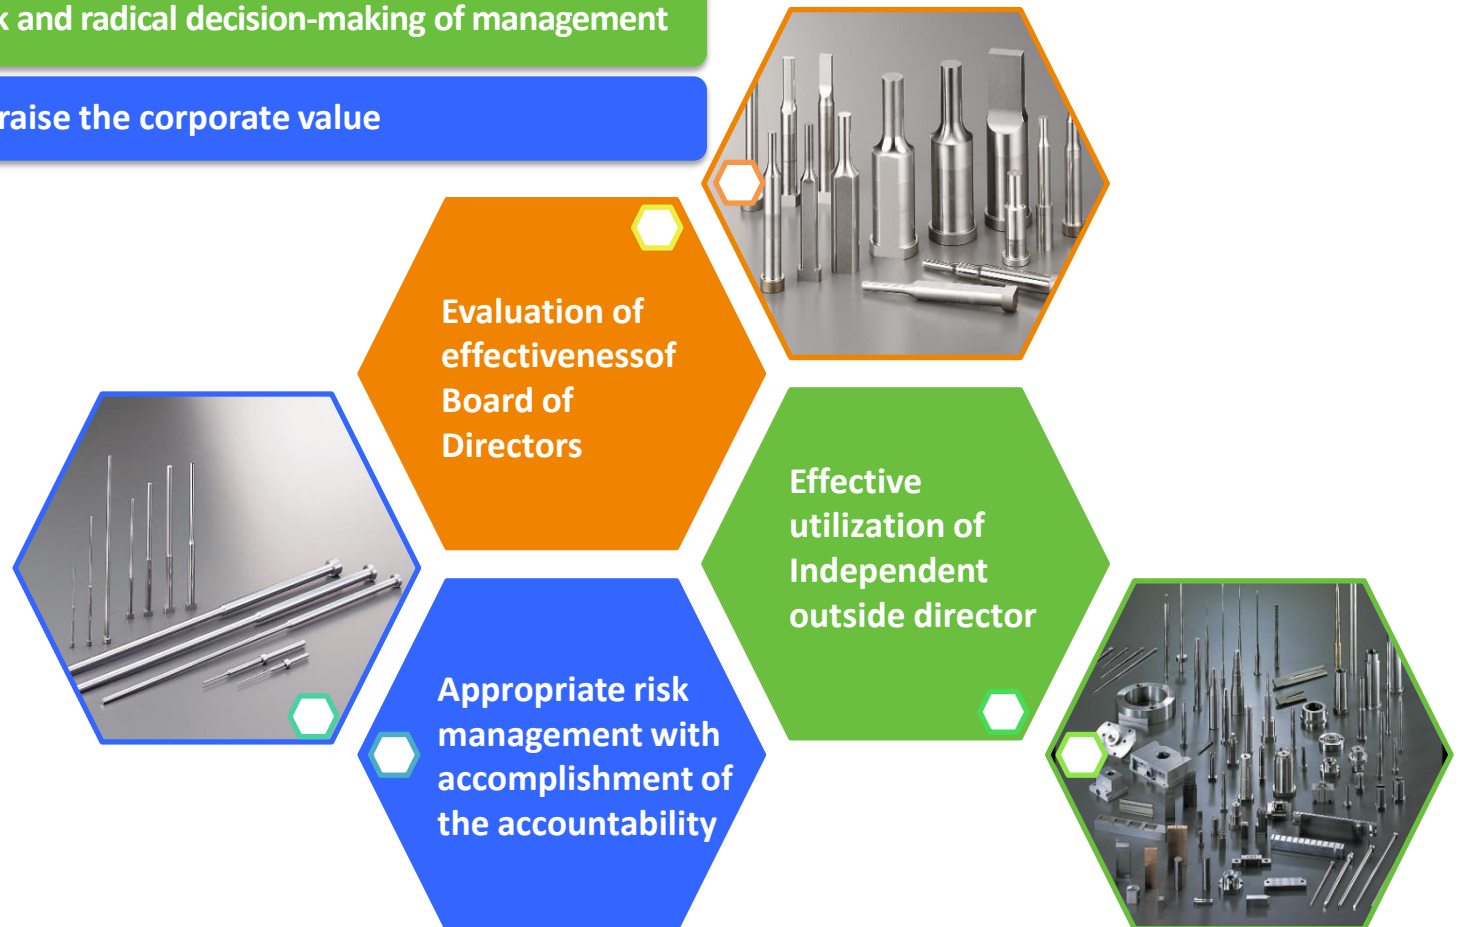 k and radical decision-making of management
raise the corporate value
Evaluation of
effectivenessof
Board of
Directors
Effective
utilization of
Independent
outside director
Appropriate risk
management with
accomplishment of
the accountability